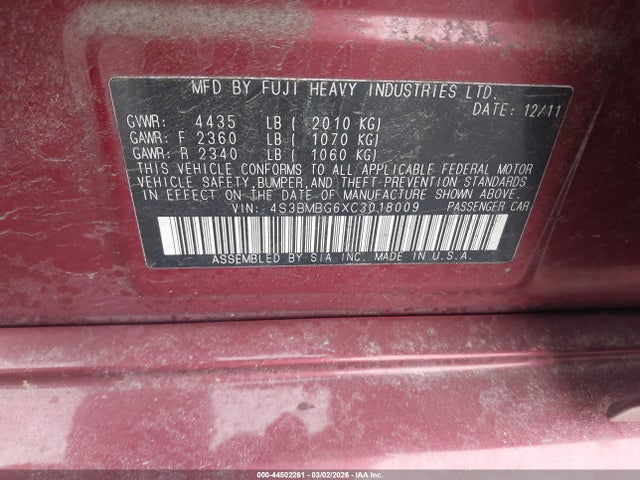 MFD BY FUJI HEAVY INDUSTRIES LTD.
DATE: 12/11
GVWR: 4435 LB ( 2010 KG)
GAWR: F 2360 LB ( 1070 KG)
GAWR: R 2340 LB ( 1060 KG)
THIS VEHICLE CONFORMS TO ALL APPLICABLE FEDERAL MOTOR
VEHICLE SAFETY,BUMPER,AND THEFT PREVENTION STANDARDS
IN EFFECT ON THE DATE OF MANUFACTURE SHOWN ABOVE.
VIN: 4S3BMBG6XC3018009 PASSENGER CAR
ASSEMBLED BY SIA INC. MADE IN U.S.A.
000-44502261 - 03/02/2026 - IAACANADA.CA